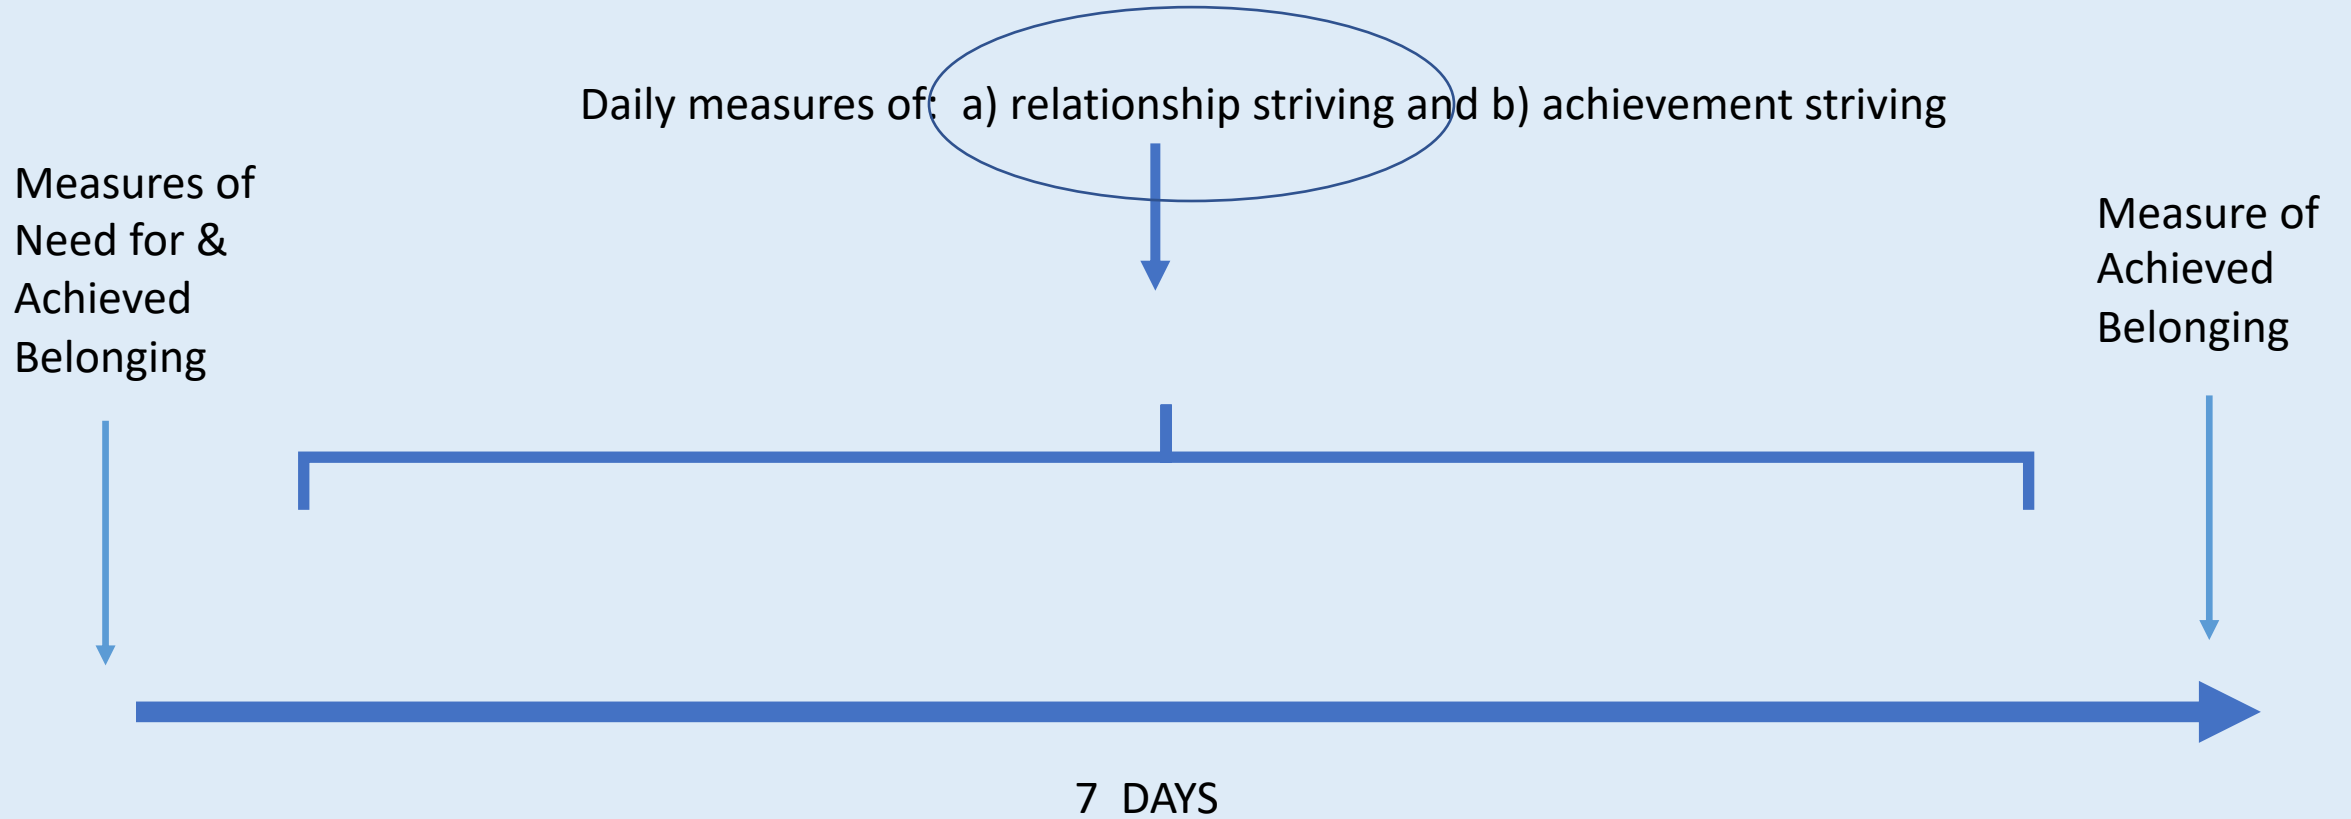 Daily measures of:  a) relationship striving and b) achievement striving
Measures of
Need for &
Achieved
Belonging
Measure of
Achieved
Belonging
7  DAYS